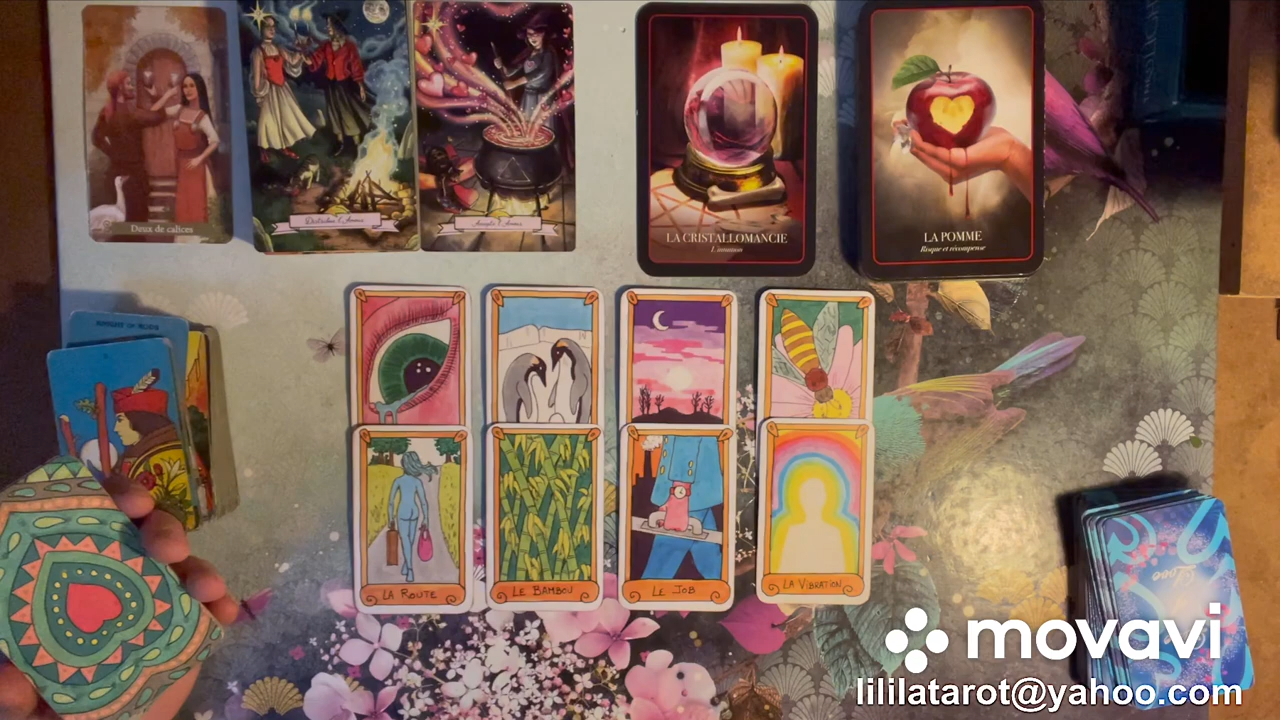 Deux de calices
LA CRISTALLOMANCIE
L'intuition
LA POMME
Risque et récompense
LA ROUTE
LE BAMBOU
LE JOB
LA VIBRATION
movavi
lililatarot@yahoo.com